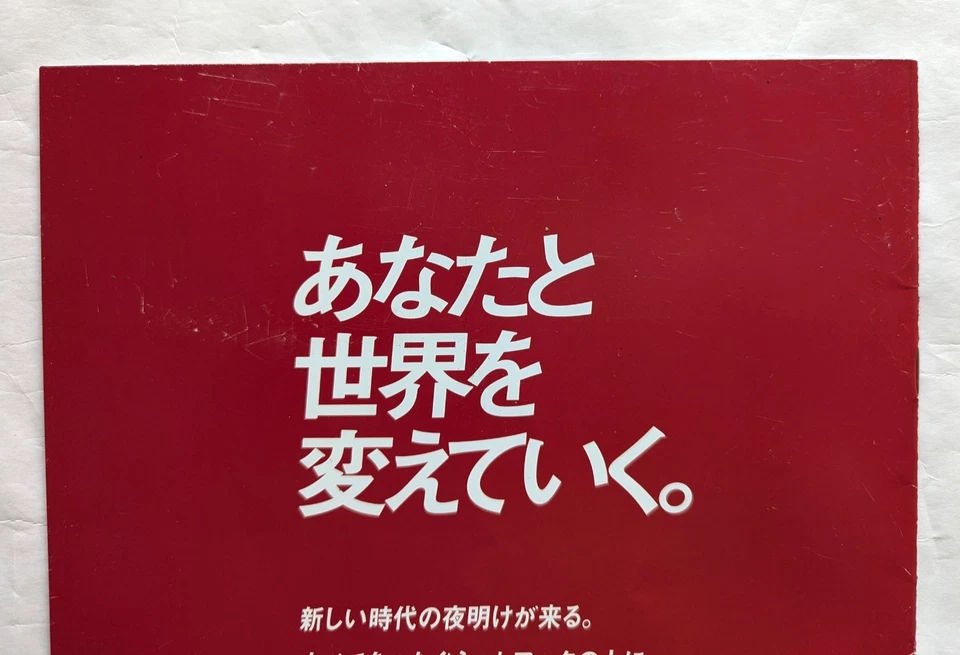 あなたと
世界を
変えていく。
新しい時代の夜明けが来る。